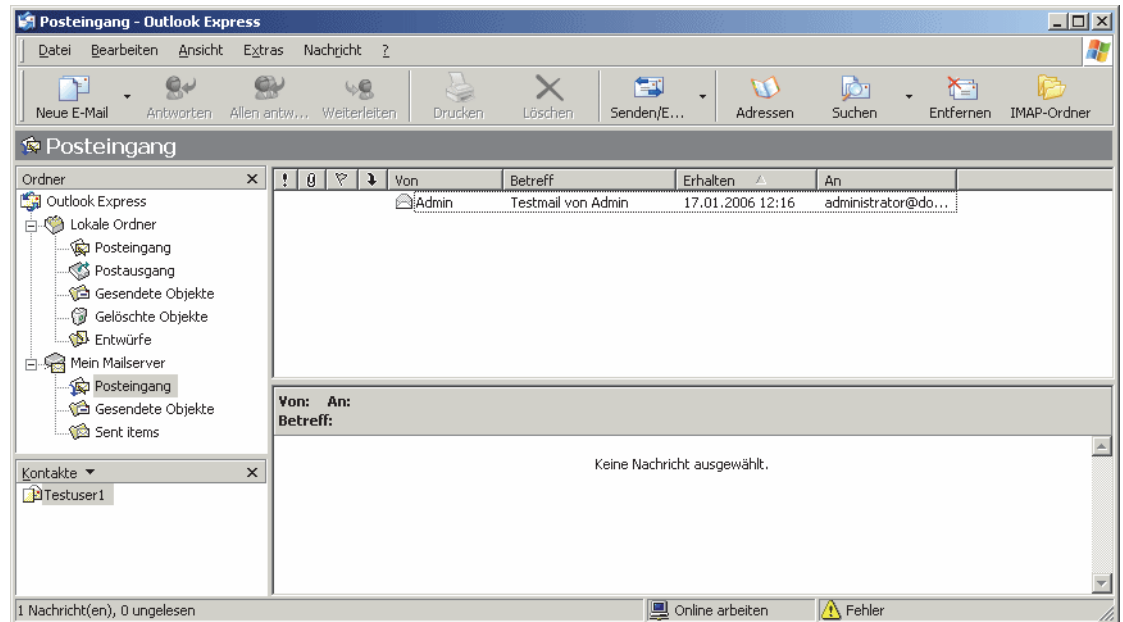 Posteingang - Outlook Express
Datei Bearbeiten Ansicht Extras Nachricht ?
Neue E-Mail Antworten Allen antw... Weiterleiten Drucken Löschen Senden/E... Adressen Suchen Entfernen IMAP-Ordner
Posteingang
Ordner
Outlook Express
Lokale Ordner
Posteingang
Postausgang
Gesendete Objekte
Gelöschte Objekte
Entwürfe
Mein Mailserver
Posteingang
Gesendete Objekte
Sent items
Kontakte
Testuser1
! Von Betreff Erhalten An
Admin Testmail von Admin 17.01.2006 12:16 administrator@do...
Von: An:
Betreff:
Keine Nachricht ausgewählt.
1 Nachricht(en), 0 ungelesen Online arbeiten Fehler